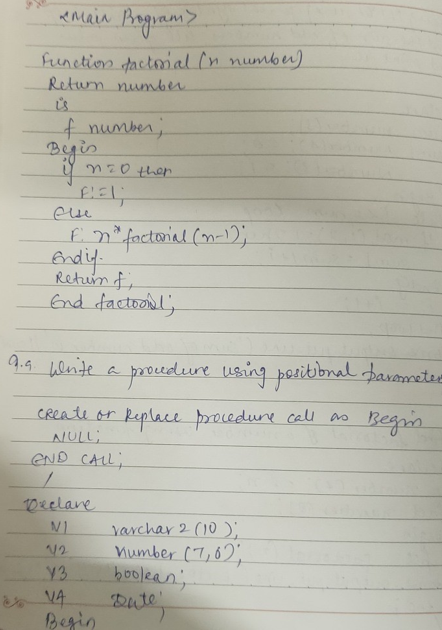 <Main Program>
Function factorial (n number)
Return number
is
f number;
Begin
if n=0 then
F:=1;
Else
F: n* factorial (n-1);
Endif.
Return f;
End factorial;
Q.9. Write a procedure using positional parameter
Create or Replace procedure call as Begin
NULL;
END CALL;
/
Declare
V1 varchar2 (10);
V2 Number (7,6);
V3 boolean;
V4 Date;
Begin